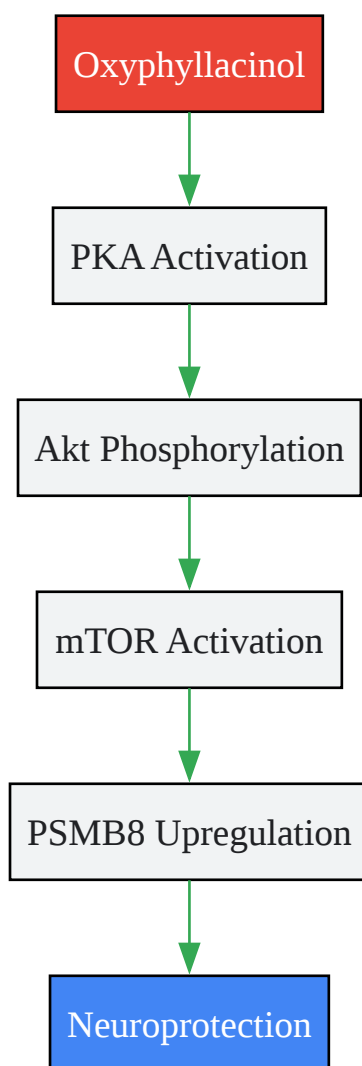 Oxyphyllacinol
PKA Activation
Akt Phosphorylation
mTOR Activation
PSMB8 Upregulation
Neuroprotection